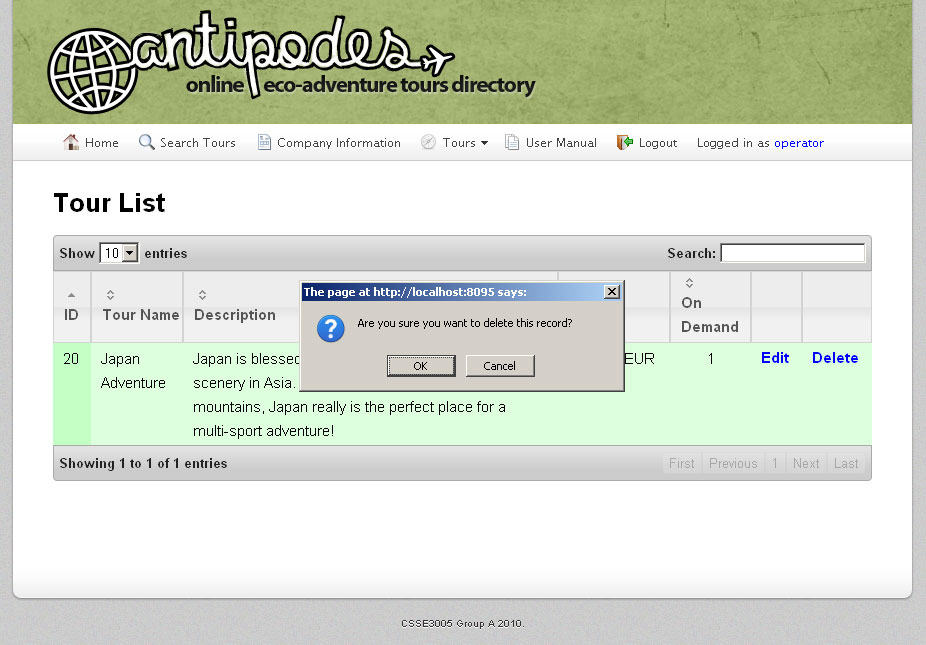 antipodes
online eco-adventure tours directory
Home Search Tours Company Information Tours User Manual Logout Logged in as operator
Tour List
Show 10 entries Search:
ID Tour Name Description On
Demand
The page at http://localhost:8095 says:
Are you sure you want to delete this record?
OK Cancel
20 Japan Japan is blessed EUR 1 Edit Delete
Adventure scenery in Asia.
mountains, Japan really is the perfect place for a
multi-sport adventure!
Showing 1 to 1 of 1 entries First Previous 1 Next Last
CSSE3005 Group A 2010.